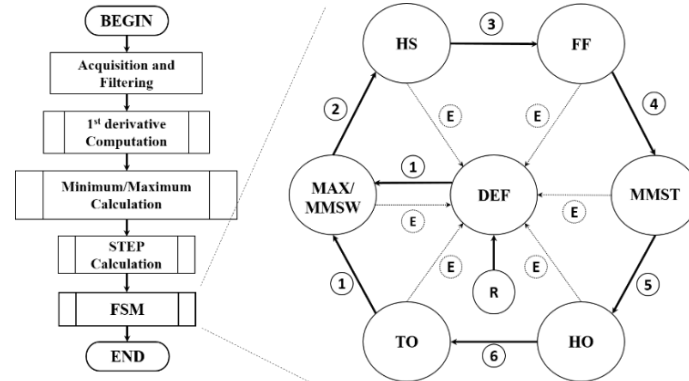 BEGIN
Acquisition and
Filtering
1st derivative
Computation
Minimum/Maximum
Calculation
STEP
Calculation
FSM
END
HS
3
FF
2
E
E
4
1
MAX/
MMSW
DEF
MMST
E
E
1
E
E
5
R
TO
6
HO